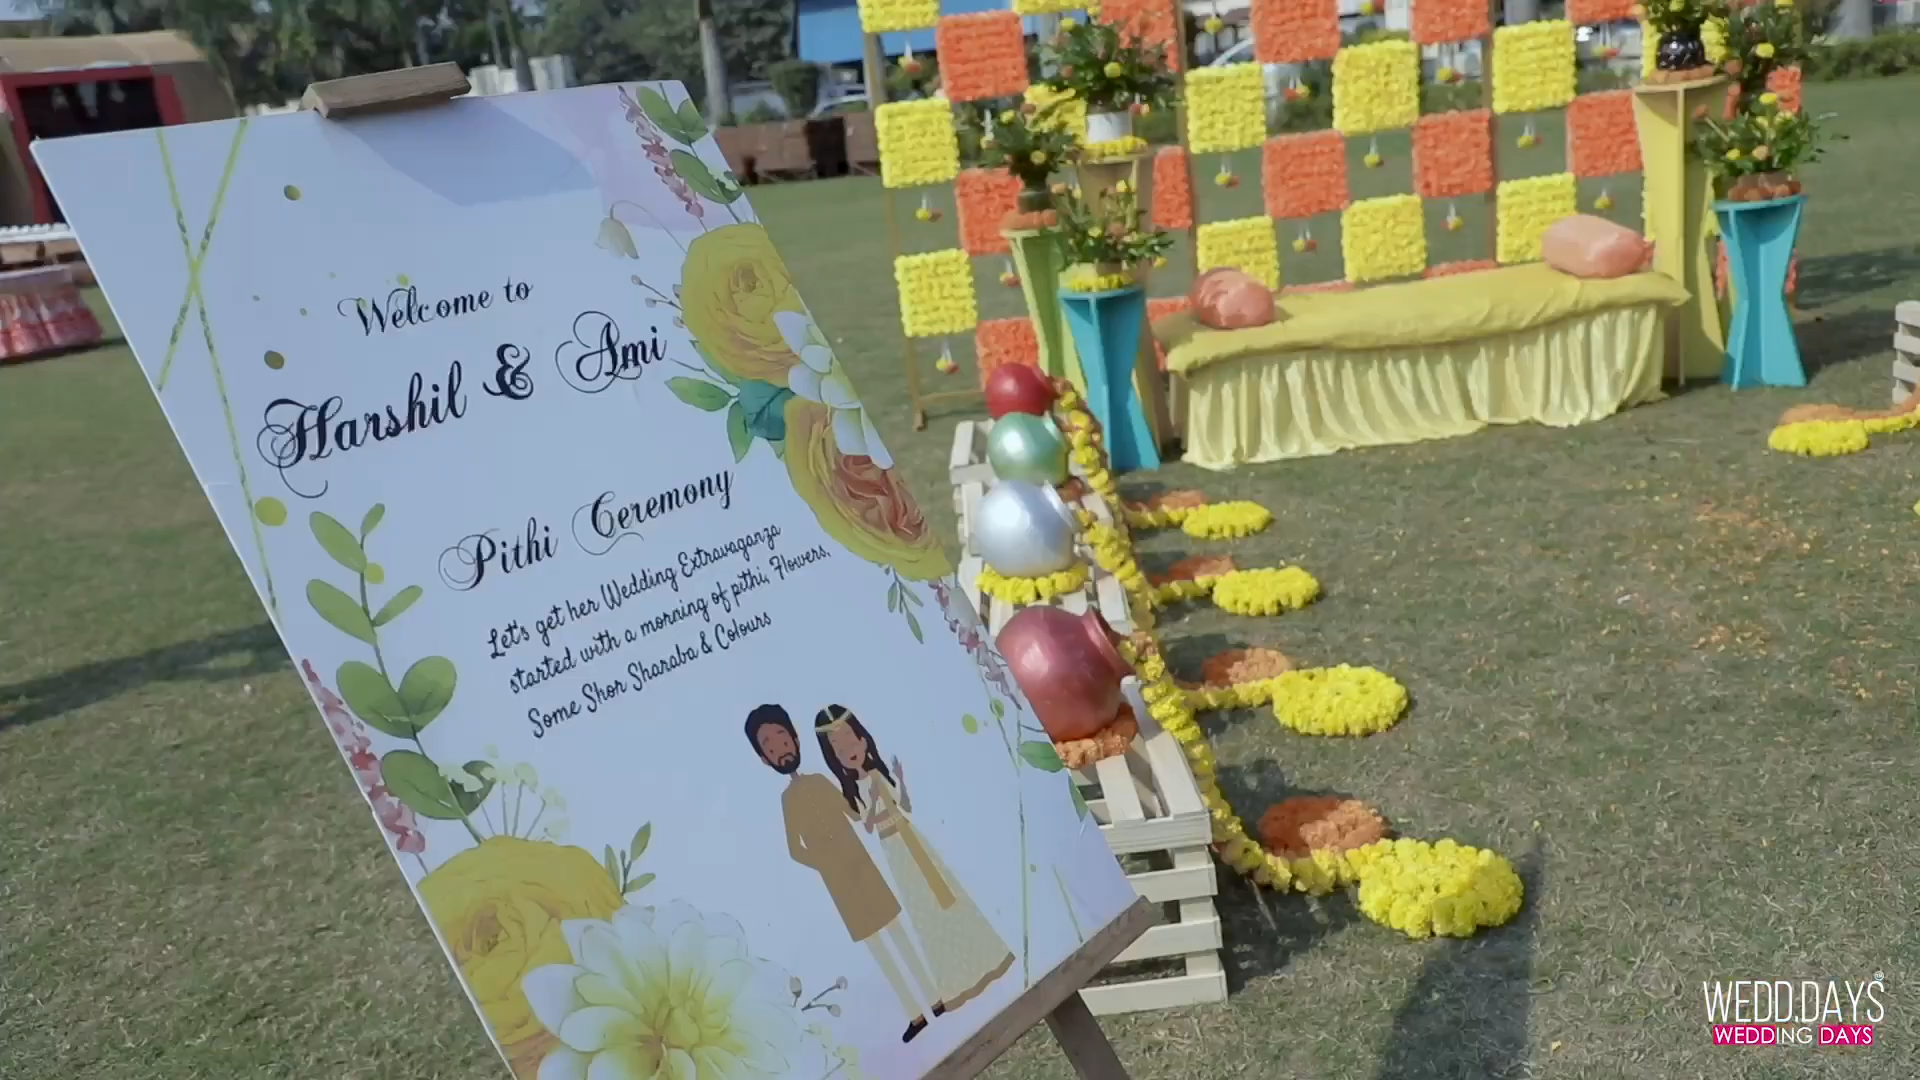 Welcome to
Harshil & Ami
Pithi Ceremony
Let's get her Wedding Extravaganza
started with a morning of pithi, Flowers,
Some Shor Sharaba & Colours
WEDD.DAYS
WEDDING DAYS